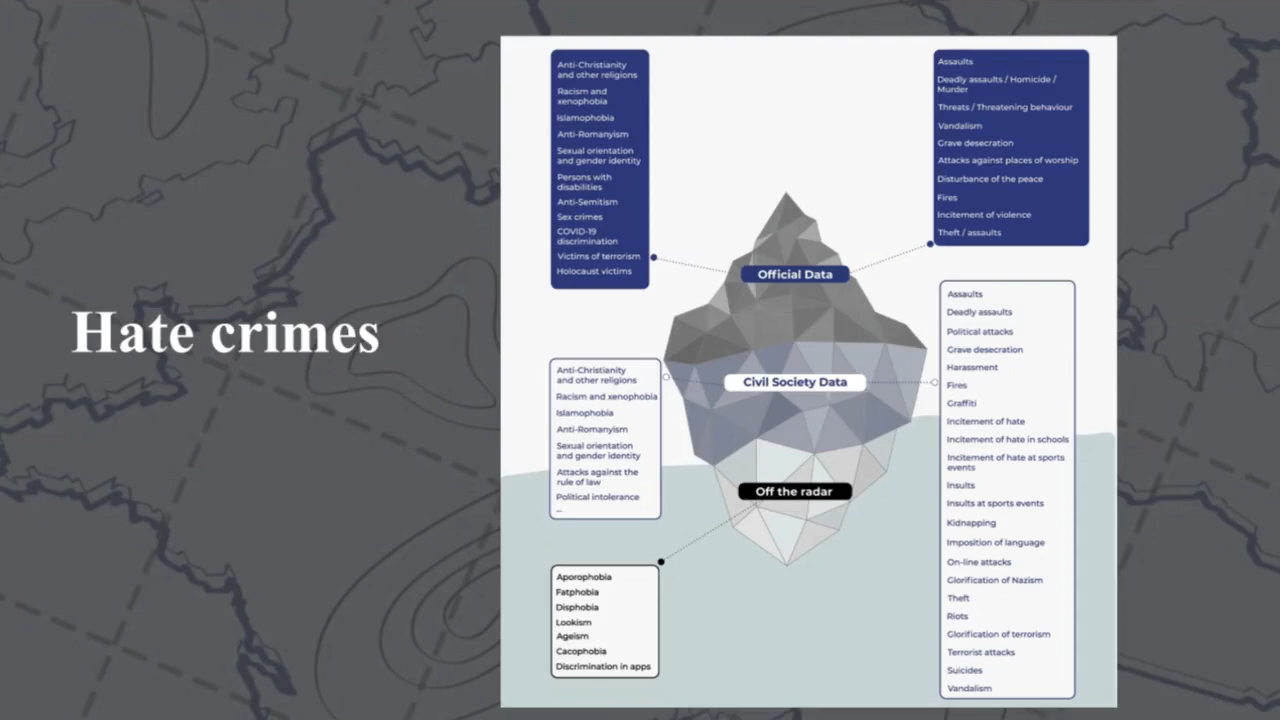 Hate crimes
Anti-Christianity
and other religions
Racism and
xenophobia
Islamophobia
Anti-Romanyism
Sexual orientation
and gender identity
Persons with
disabilities
Anti-Semitism
Sex crimes
COVID-19
discrimination
Victims of terrorism
Holocaust victims
Official Data
Assaults
Deadly assaults / Homicide /
Murder
Threats / Threatening behaviour
Vandalism
Grave desecration
Attacks against places of worship
Disturbance of the peace
Fires
Incitement of violence
Theft / assaults
Anti-Christianity
and other religions
Racism and xenophobia
Islamophobia
Anti-Romanyism
Sexual orientation
and gender identity
Attacks against the
rule of law
Political intolerance
...
Civil Society Data
Assaults
Deadly assaults
Political attacks
Grave desecration
Harassment
Fires
Graffiti
Incitement of hate
Incitement of hate in schools
Incitement of hate at sports
events
Insults
Insults at sports events
Kidnapping
Imposition of language
On-line attacks
Glorification of Nazism
Theft
Riots
Glorification of terrorism
Terrorist attacks
Suicides
Vandalism
Off the radar
Aporophobia
Fatphobia
Disphobia
Lookism
Ageism
Cacophobia
Discrimination in apps